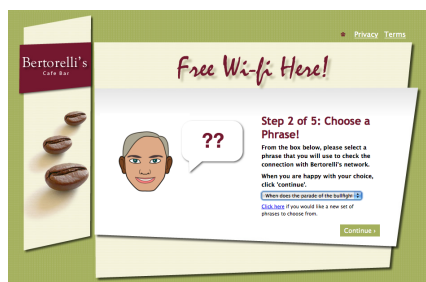 Privacy Terms
Bertorelli's
Cafe Bar
Free Wi-fi Here!
??
Step 2 of 5: Choose a
Phrase!
From the box below, please select a
phrase that you will use to check the
connection with Bertorelli's network.
When you are happy with your choice,
click 'continue'.
When does the parade of the bullfight
Click here if you would like a new set of
phrases to choose from.
Continue ›